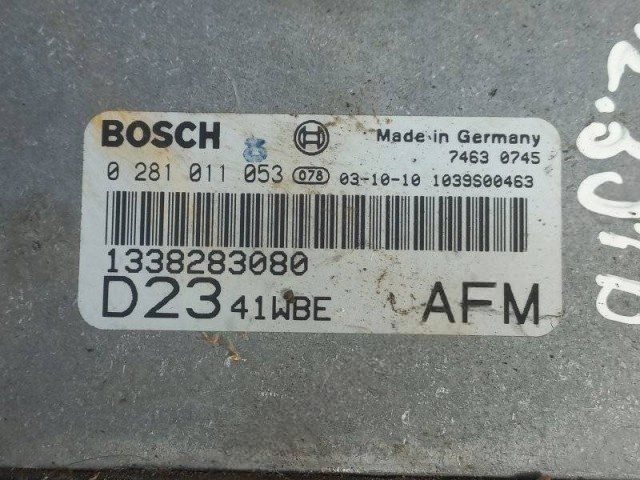 BOSCH
Made in Germany
7463 0745
0 281 011 053 078 03-10-10 1039S00463
1338283080
D23 41WBE AFM